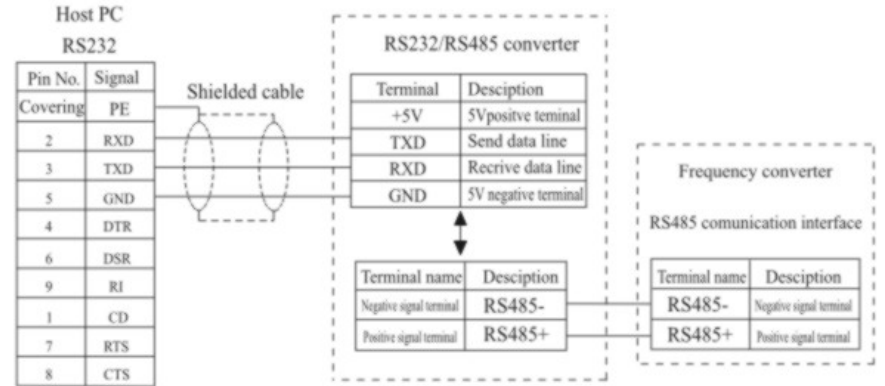 Host PC
RS232
Pin No. Signal
Covering PE
2 RXD
3 TXD
5 GND
4 DTR
6 DSR
9 RI
1 CD
7 RTS
8 CTS
Shielded cable
RS232/RS485 converter
Terminal Desciption
+5V 5Vpositve teminal
TXD Send data line
RXD Recrive data line
GND 5V negative terminal
Terminal name Desciption
Negative signal terminal RS485-
Positive signal terminal RS485+
Frequency converter
RS485 comunication interface
Terminal name Desciption
RS485- Negative signal terminal
RS485+ Positive signal terminal